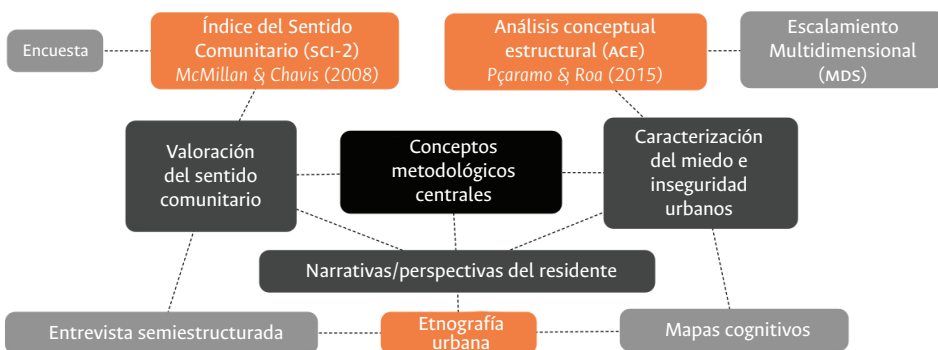 Encuesta
Índice del Sentido
Comunitario (SCI-2)
McMillan & Chavis (2008)
Análisis conceptual
estructural (ACE)
Pçaramo & Roa (2015)
Escalamiento
Multidimensional
(MDS)
Valoración
del sentido
comunitario
Conceptos
metodológicos
centrales
Caracterización
del miedo e
inseguridad
urbanos
Narrativas/perspectivas del residente
Entrevista semiestructurada
Etnografía
urbana
Mapas cognitivos